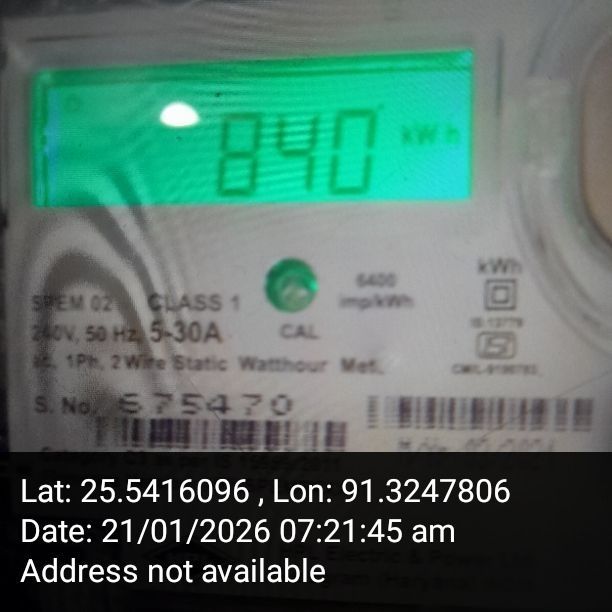 840 kWh
6400
kWh
SPEM 02 CLASS 1 imp/kWh
240V, 50 Hz, 5-30A CAL
ac, 1Ph, 2 Wire Static Watthour Met.
S. No. 675470
Lat: 25.5416096 , Lon: 91.3247806
Date: 21/01/2026 07:21:45 am
Address not available